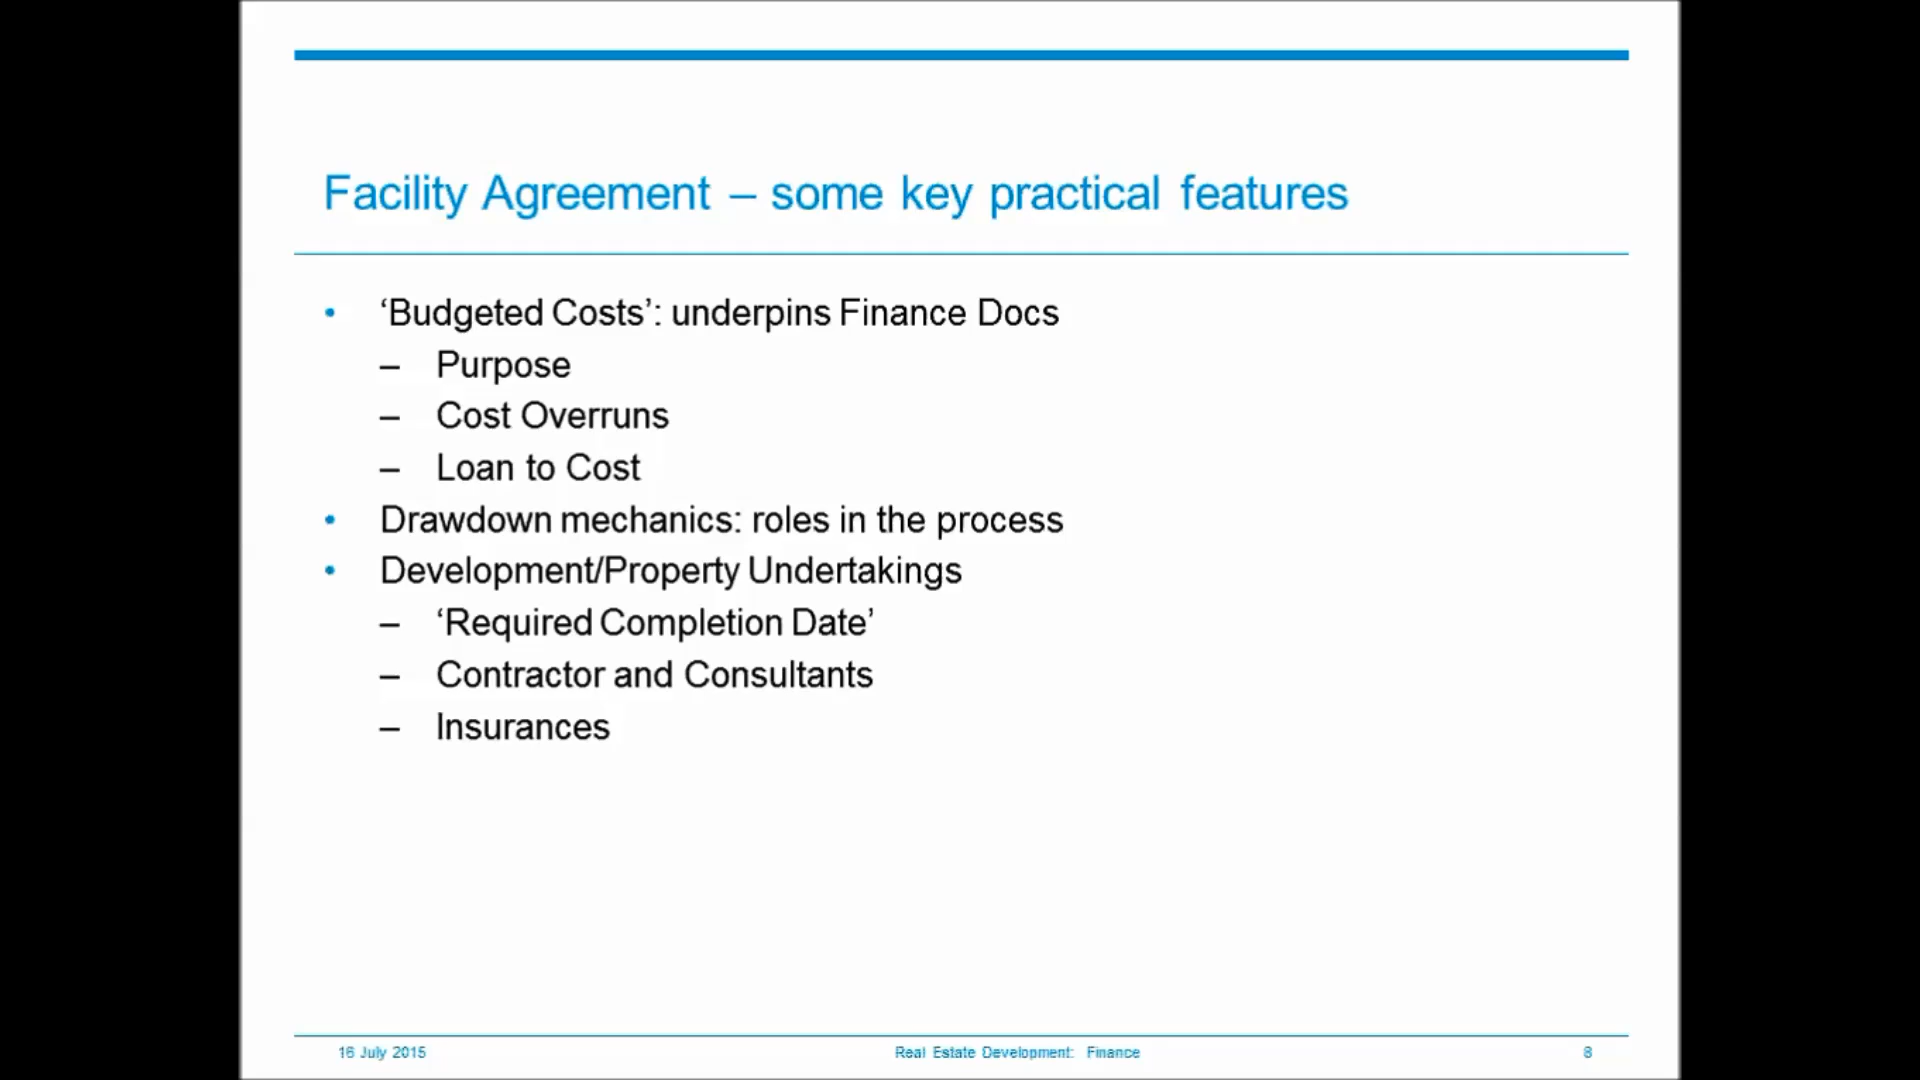 Facility Agreement – some key practical features
• ‘Budgeted Costs’: underpins Finance Docs
– Purpose
– Cost Overruns
– Loan to Cost
• Drawdown mechanics: roles in the process
• Development/Property Undertakings
– ‘Required Completion Date’
– Contractor and Consultants
– Insurances
16 July 2015 Real Estate Development: Finance 8